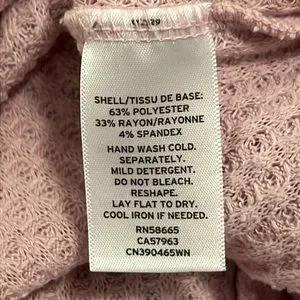 SHELL/TISSU DE BASE:
63% POLYESTER
33% RAYON/RAYONNE
4% SPANDEX
HAND WASH COLD.
SEPARATELY.
MILD DETERGENT.
DO NOT BLEACH.
RESHAPE.
LAY FLAT TO DRY.
COOL IRON IF NEEDED.
RN58665
CA57963
CN390465WN